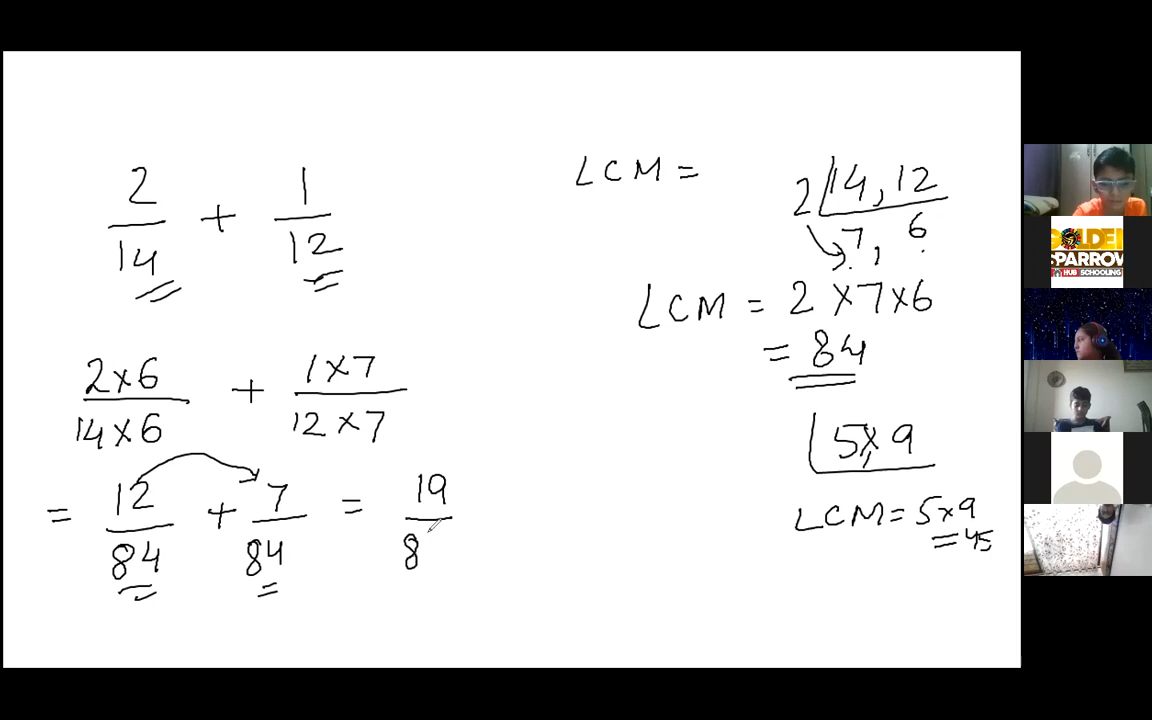 2/14 + 1/12
2×6/14×6 + 1×7/12×7
= 12/84 + 7/84 = 19/8
LCM =
2 14, 12
7, 6
LCM = 2 × 7 × 6
= 84
5, × 9
LCM = 5×9
= 45
GOLDEN
SPARROW
HUB SCHOOLING